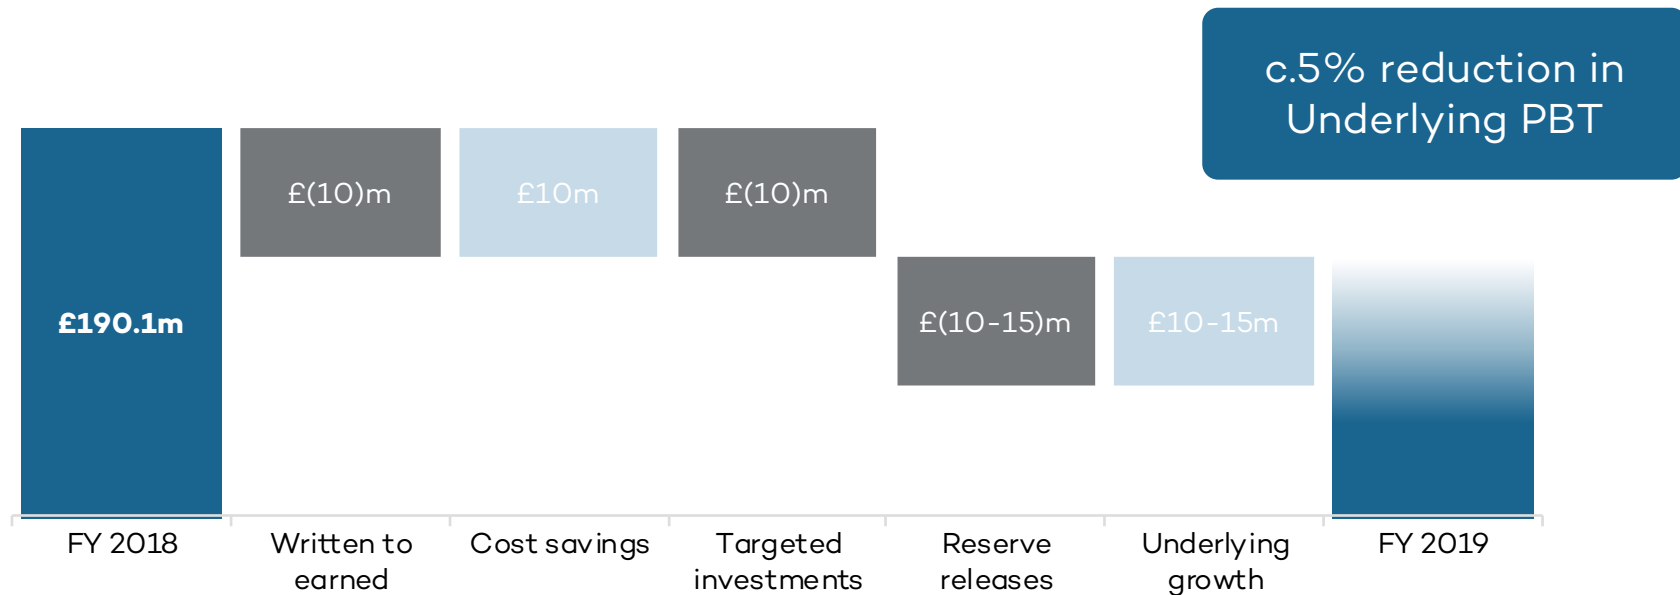 c.5% reduction in
Underlying PBT
£(10)m
£10m
£(10)m
£190.1m
£(10-15)m
£10-15m
FY 2018
Written to
earned
Cost savings
Targeted
investments
Reserve
releases
Underlying
growth
FY 2019